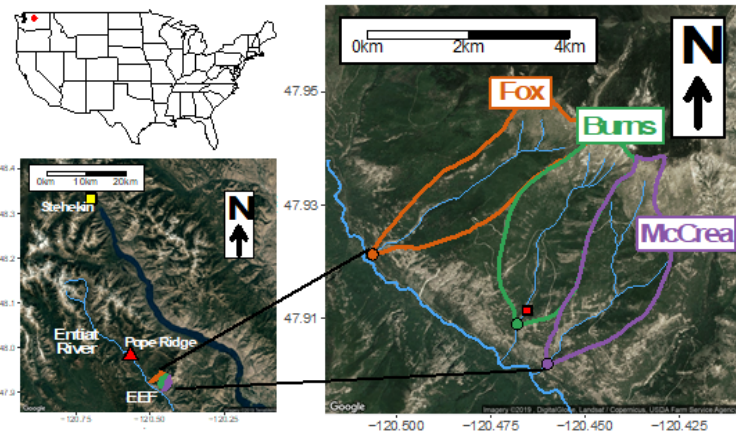 0km 2km 4km
N
Fox
Burns
McCrea
47.95
47.93
47.91
-120.500 -120.475 -120.450 -120.425
Google
Imagery ©2019 , DigitalGlobe, Landsat / Copernicus, USDA Farm Service Agency
48.4
48.3
48.2
48.1
48.0
47.9
0km 10km 20km
N
Stehekin
Entiat
River
Pope Ridge
EEF
Google
-120.75 -120.50 -120.25